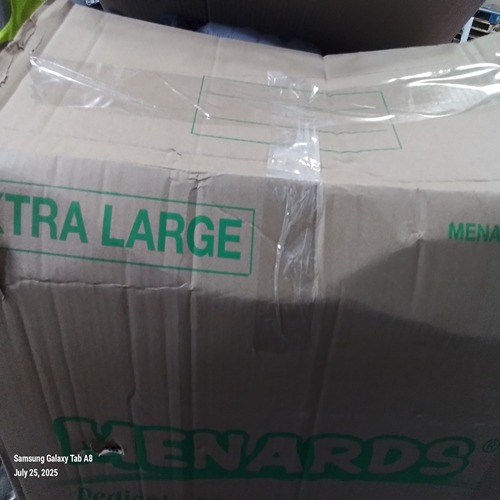 XTRA LARGE
MENA
MENARDS®
Samsung Galaxy Tab A8
July 25, 2025